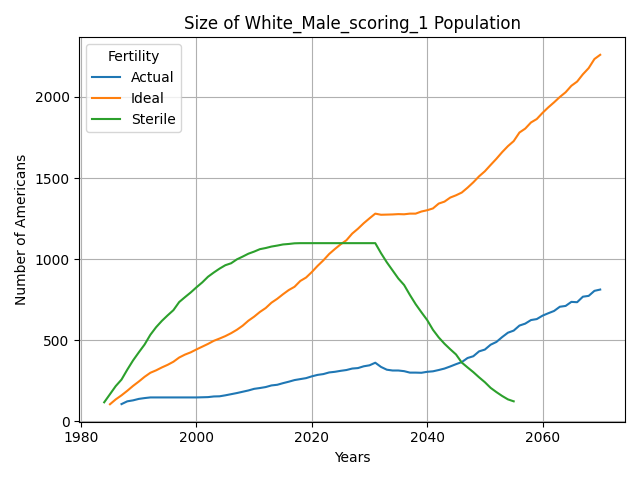 Size of White_Male_scoring_1 Population
Fertility
Actual
Ideal
Sterile
Number of Americans
2000
1500
1000
500
0
1980 2000 2020 2040 2060
Years